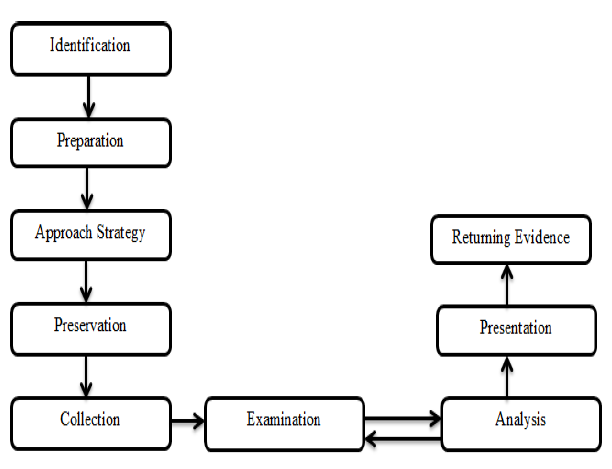 Identification
Preparation
Approach Strategy
Preservation
Collection
Examination
Analysis
Presentation
Returning Evidence